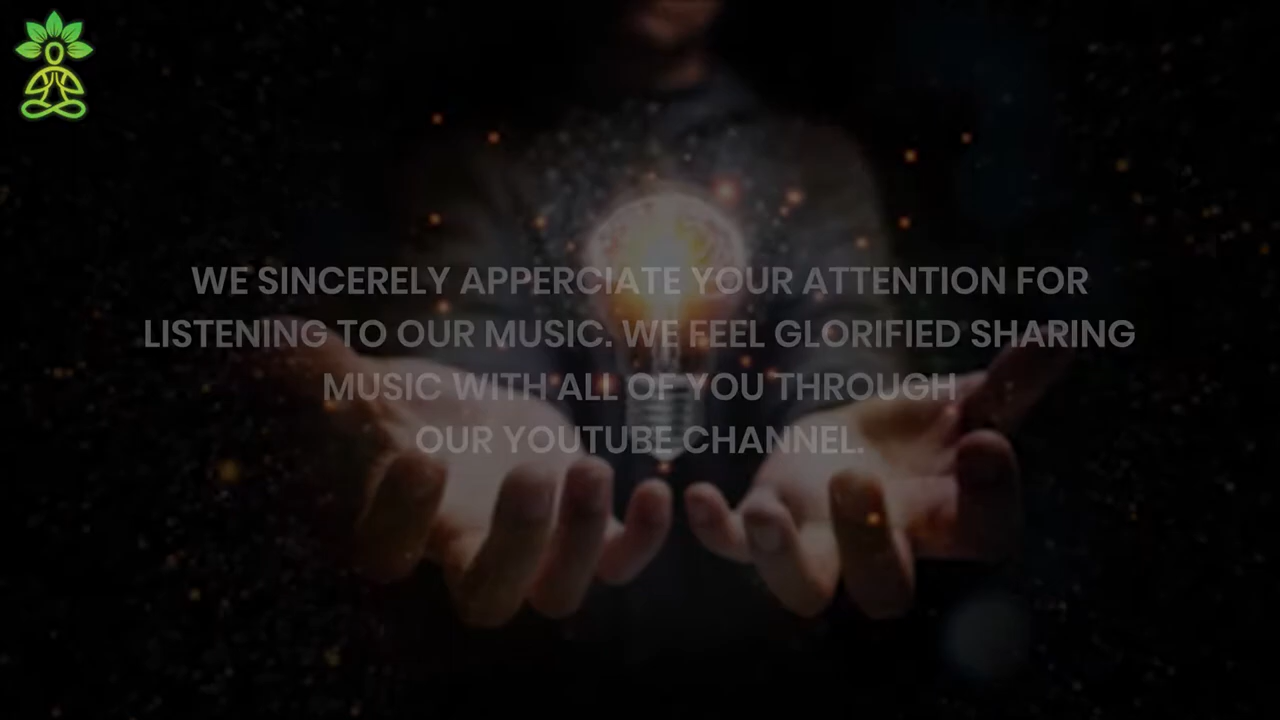 WE SINCERELY APPERCIATE YOUR ATTENTION FOR
LISTENING TO OUR MUSIC. WE FEEL GLORIFIED SHARING
MUSIC WITH ALL OF YOU THROUGH
OUR YOUTUBE CHANNEL.